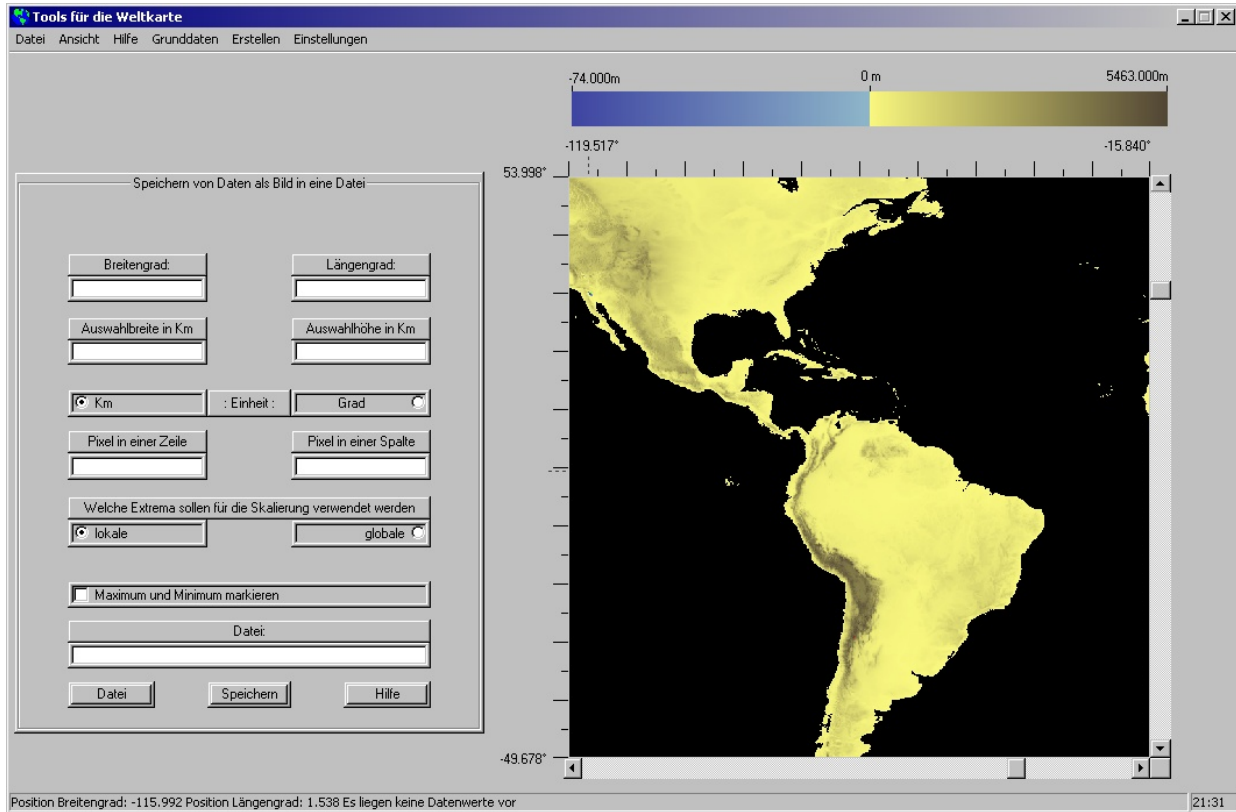 Tools für die Weltkarte
Datei Ansicht Hilfe Grunddaten Erstellen Einstellungen
-74.000m 0 m 5463.000m
-119.517° -15.840°
53.998°
Speichern von Daten als Bild in eine Datei
Breitengrad: Längengrad:
Auswahlbreite in Km Auswahlhöhe in Km
Km : Einheit : Grad
Pixel in einer Zeile Pixel in einer Spalte
Welche Extrema sollen für die Skalierung verwendet werden
lokale globale
Maximum und Minimum markieren
Datei:
Datei Speichern Hilfe
-49.678°
Position Breitengrad: -115.992 Position Längengrad: 1.538 Es liegen keine Datenwerte vor 21:31